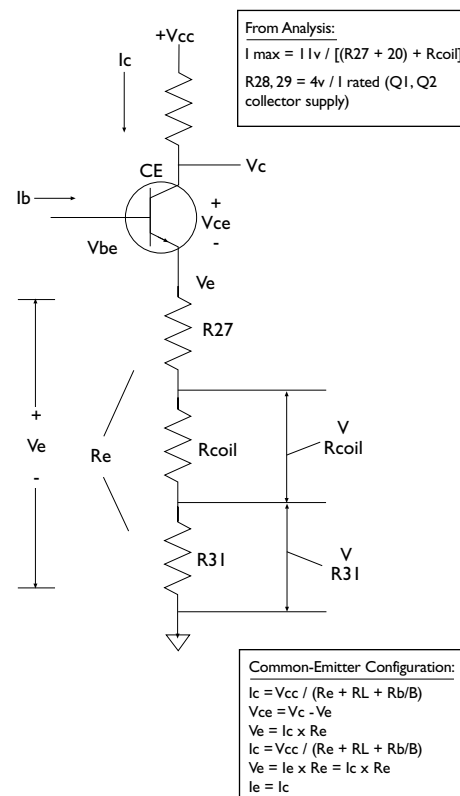 From Analysis:
I max = 11v / [(R27 + 20) + Rcoil]
R28, 29 = 4v / I rated (Q1, Q2
collector supply)
+Vcc
Ic
CE
Vc
Ib
+
Vce
-
Vbe
Ve
R27
+
Ve
-
Re
Rcoil
V
Rcoil
R31
V
R31
Common-Emitter Configuration:
Ic = Vcc / (Re + RL + Rb/B)
Vce = Vc - Ve
Ve = Ic x Re
Ic = Vcc / (Re + RL + Rb/B)
Ve = Ie x Re = Ic x Re
Ie = Ic